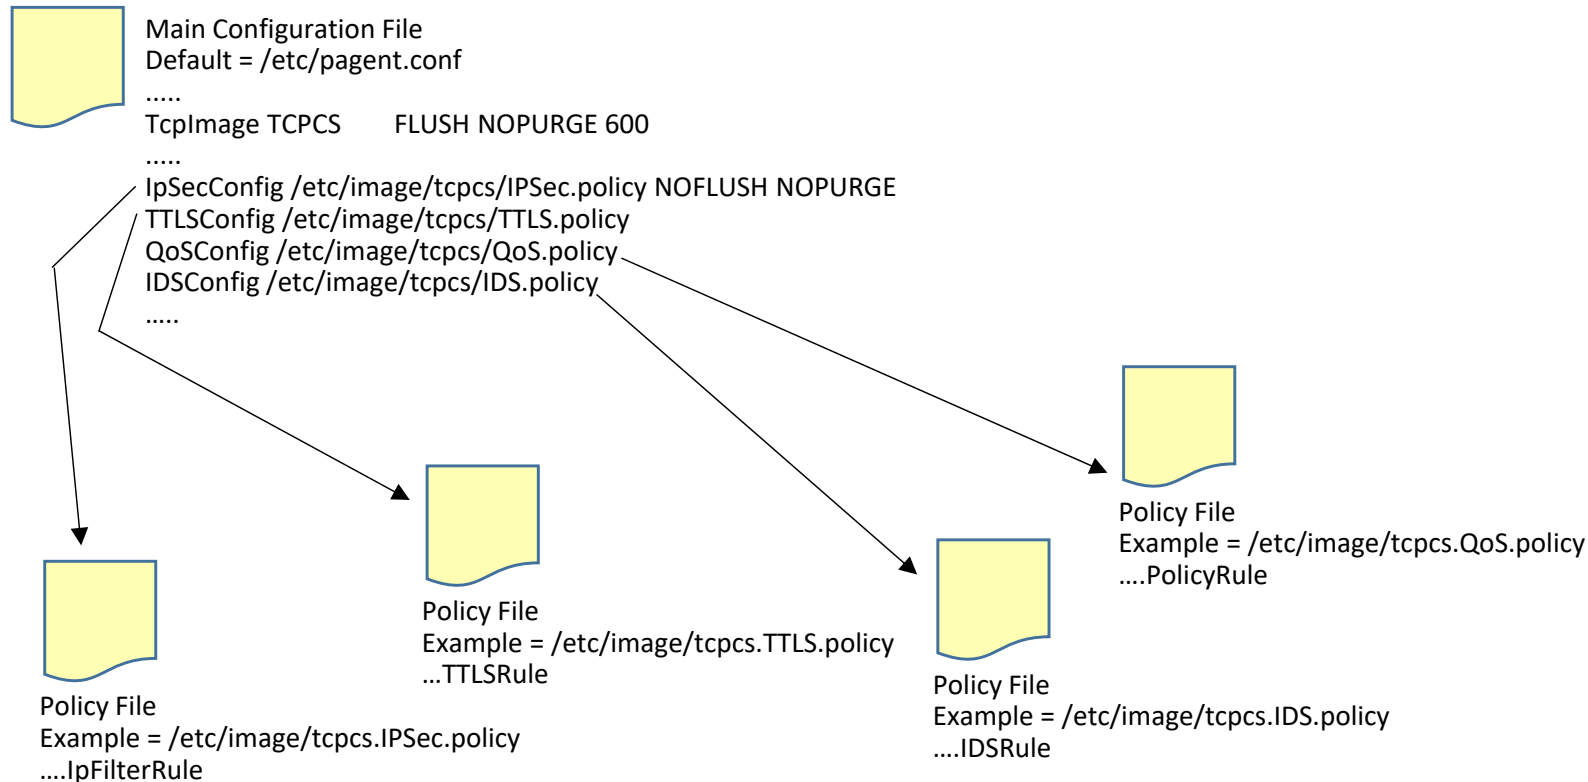 Main Configuration File
Default = /etc/pagent.conf
.....
TcpImage TCPCS FLUSH NOPURGE 600
.....
IpSecConfig /etc/image/tcpcs/IPSec.policy NOFLUSH NOPURGE
TTLSConfig /etc/image/tcpcs/TTLS.policy
QoSConfig /etc/image/tcpcs/QoS.policy
IDSConfig /etc/image/tcpcs/IDS.policy
.....
Policy File
Example = /etc/image/tcpcs.QoS.policy
....PolicyRule
Policy File
Example = /etc/image/tcpcs.TTLS.policy
...TTLSRule
Policy File
Example = /etc/image/tcpcs.IDS.policy
....IDSRule
Policy File
Example = /etc/image/tcpcs.IPSec.policy
....IpFilterRule